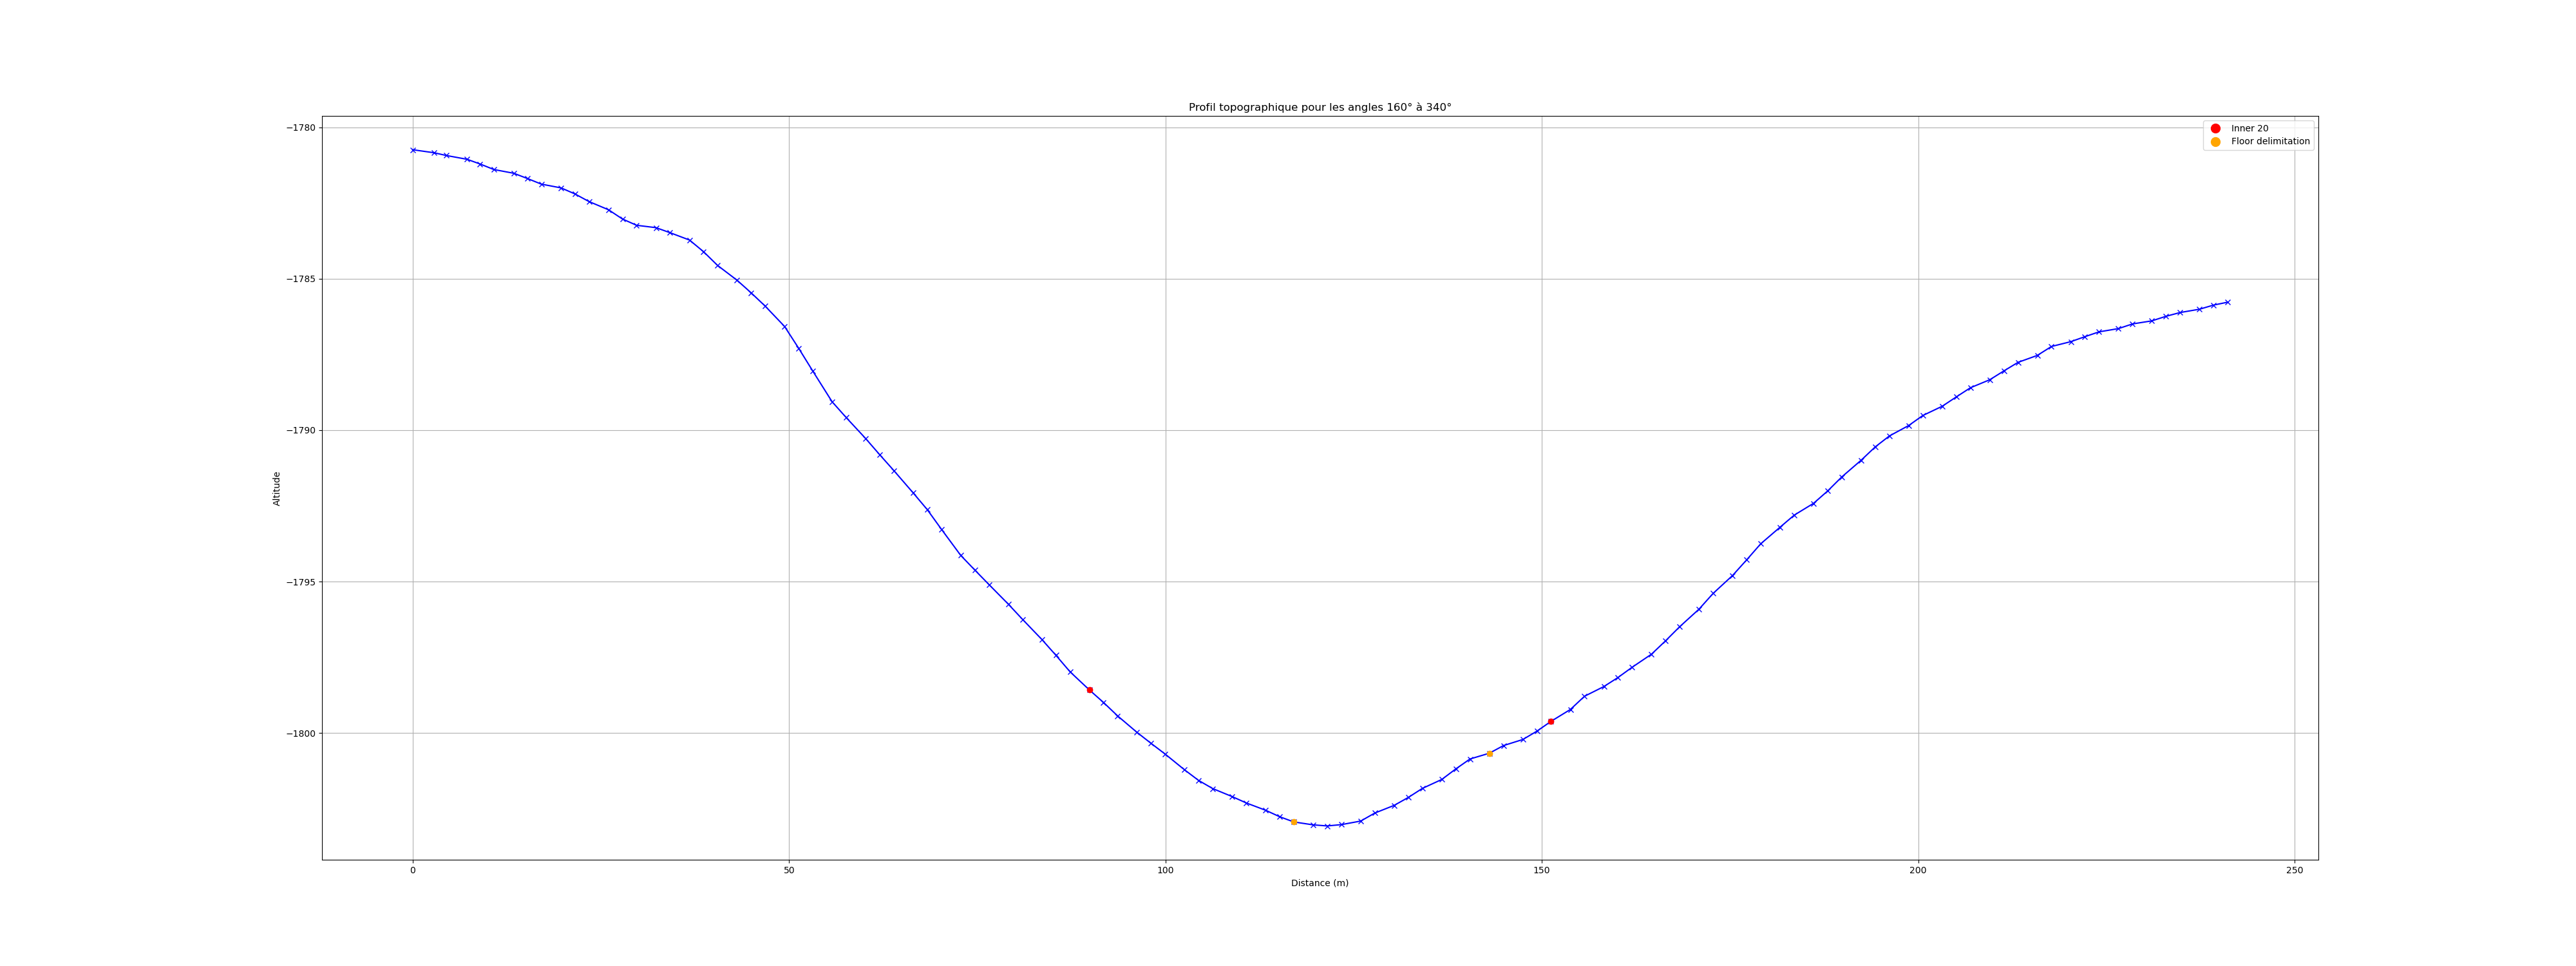 Profil topographique pour les angles 160° à 340°
Inner 20
Floor delimitation
−1780
−1785
−1790
−1795
−1800
Altitude
0
50
100
150
200
250
Distance (m)